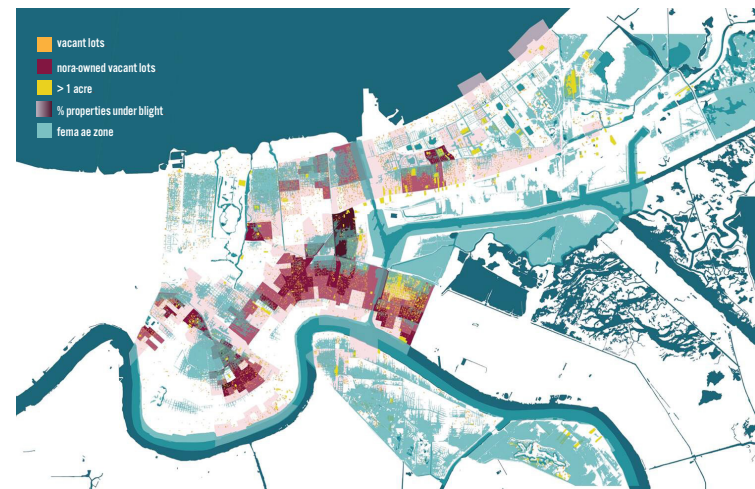 vacant lots
nora-owned vacant lots
> 1 acre
% properties under blight
fema ae zone